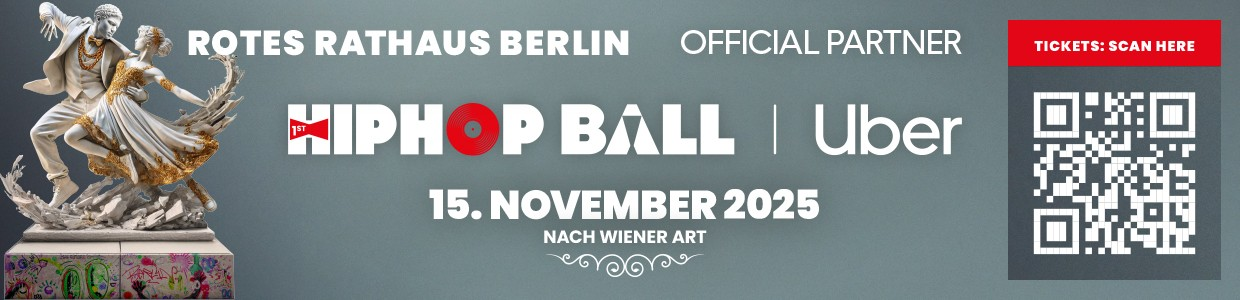 ROTES RATHAUS BERLIN
OFFICIAL PARTNER
1ST HIPHOP BALL | Uber
15. NOVEMBER 2025
NACH WIENER ART
TICKETS: SCAN HERE